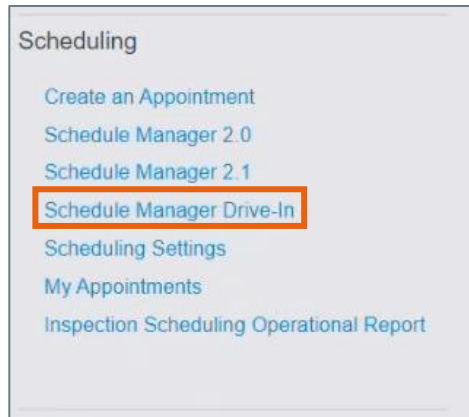 Scheduling
Create an Appointment
Schedule Manager 2.0
Schedule Manager 2.1
Schedule Manager Drive-In
Scheduling Settings
My Appointments
Inspection Scheduling Operational Report